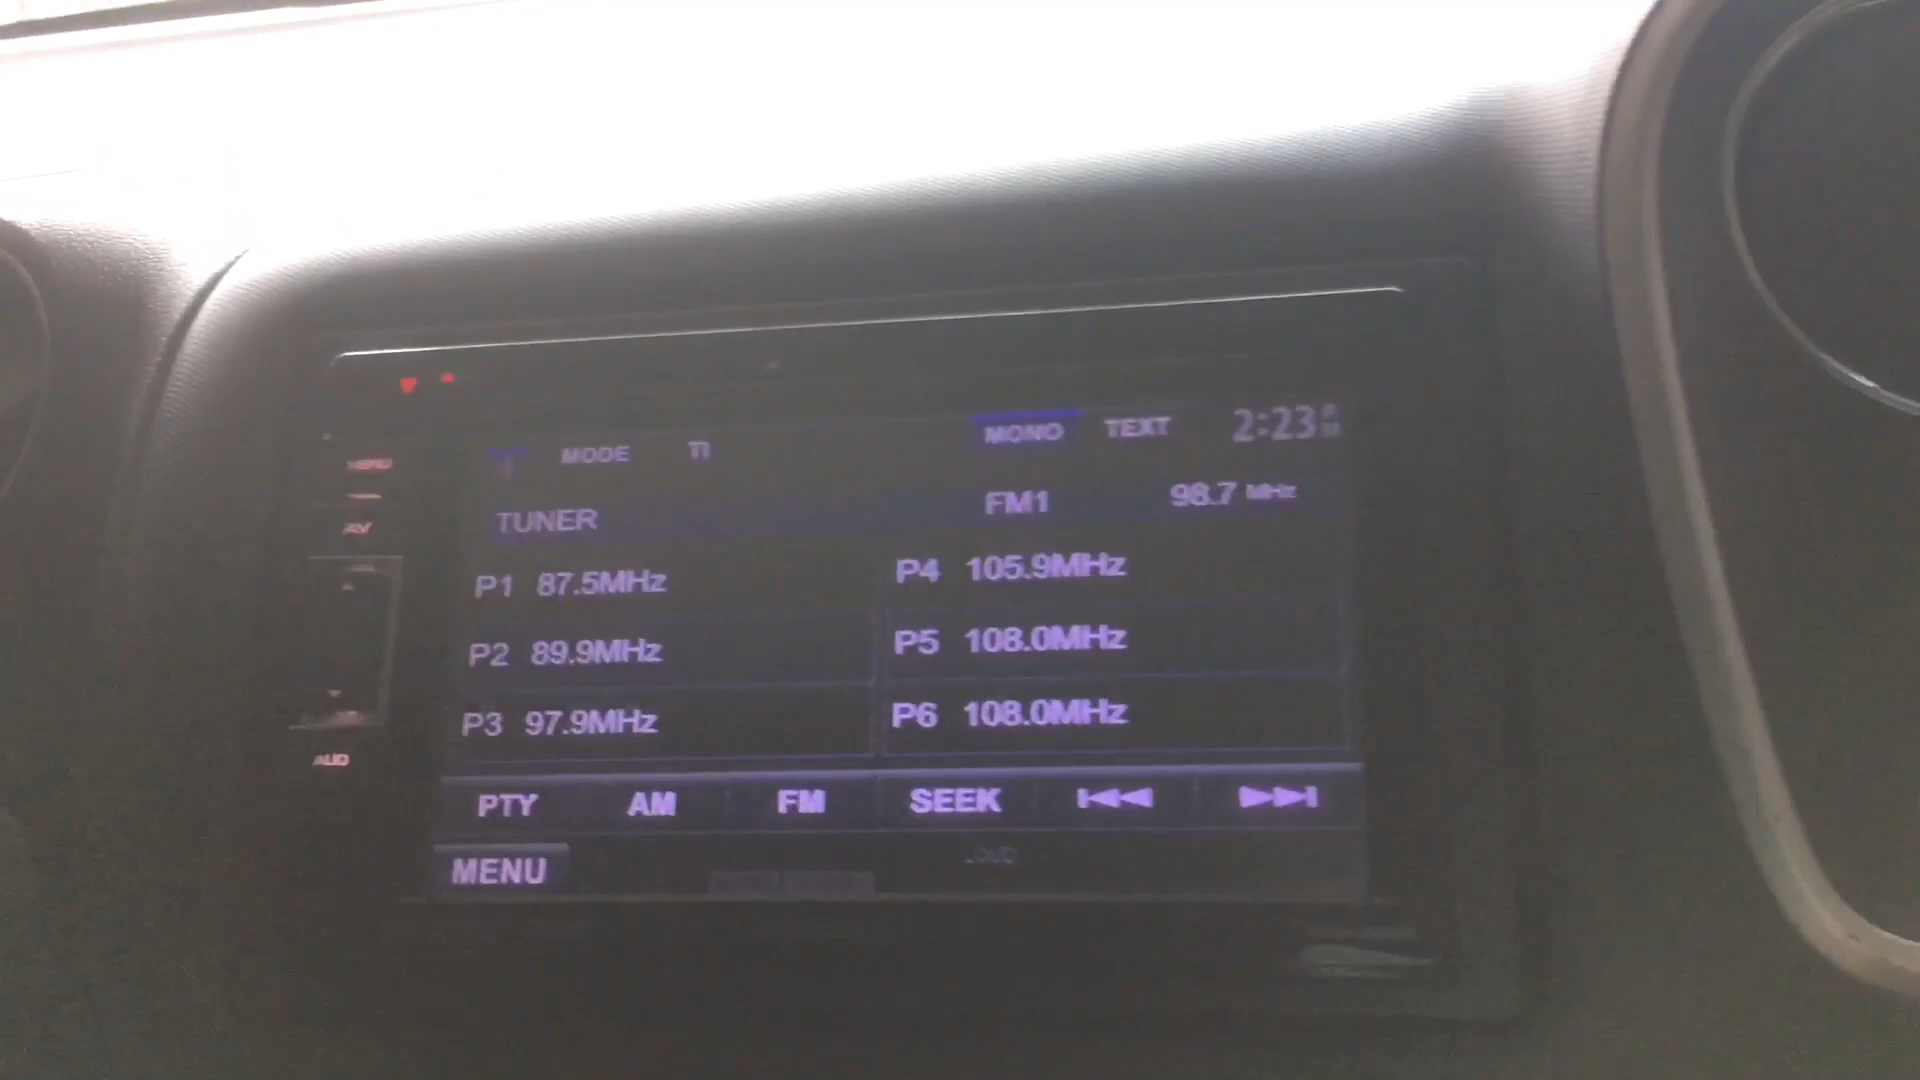 MODE TI MONO TEXT 2:23
MENU
TUNER FM1 98.7 MHz
AV
P1 87.5MHz P4 105.9MHz
P2 89.9MHz P5 108.0MHz
P3 97.9MHz P6 108.0MHz
AUD
PTY AM FM SEEK
MENU LOUD